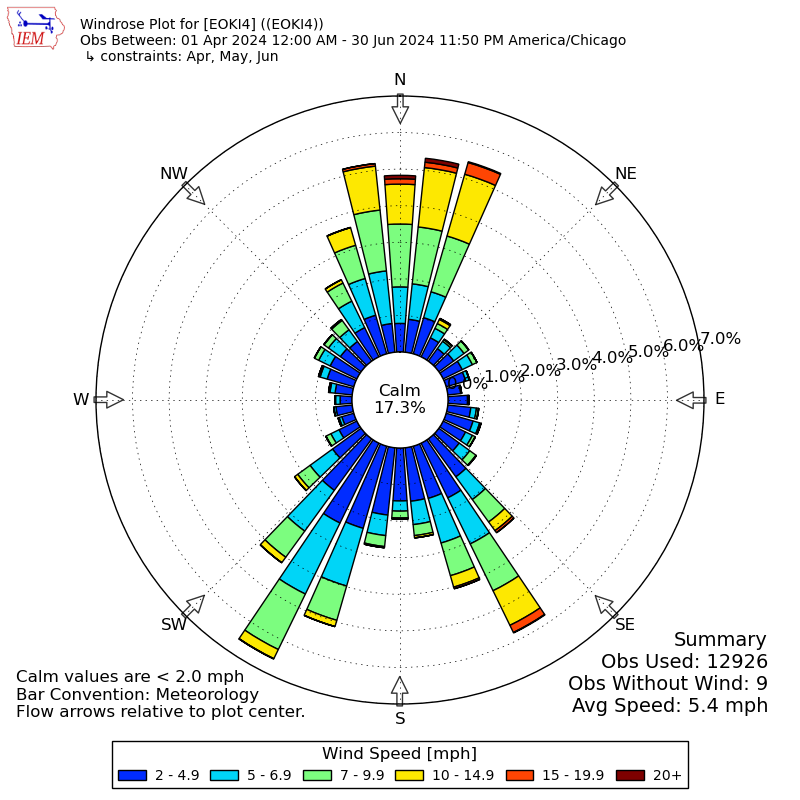 IEM
Windrose Plot for [EOKI4] ((EOKI4))
Obs Between: 01 Apr 2024 12:00 AM - 30 Jun 2024 11:50 PM America/Chicago
↳ constraints: Apr, May, Jun
N
NW
NE
7.0%
6.0%
5.0%
4.0%
3.0%
2.0%
1.0%
0.0%
Calm
17.3%
W
E
SW
SE
S
Summary
Obs Used: 12926
Obs Without Wind: 9
Avg Speed: 5.4 mph
Calm values are < 2.0 mph
Bar Convention: Meteorology
Flow arrows relative to plot center.
Wind Speed [mph]
2 - 4.9 5 - 6.9 7 - 9.9 10 - 14.9 15 - 19.9 20+